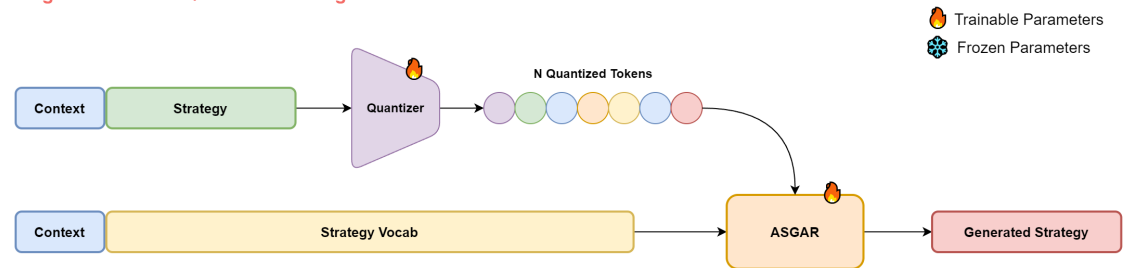 Trainable Parameters
Frozen Parameters
N Quantized Tokens
Context
Strategy
Quantizer
Context
Strategy Vocab
ASGAR
Generated Strategy